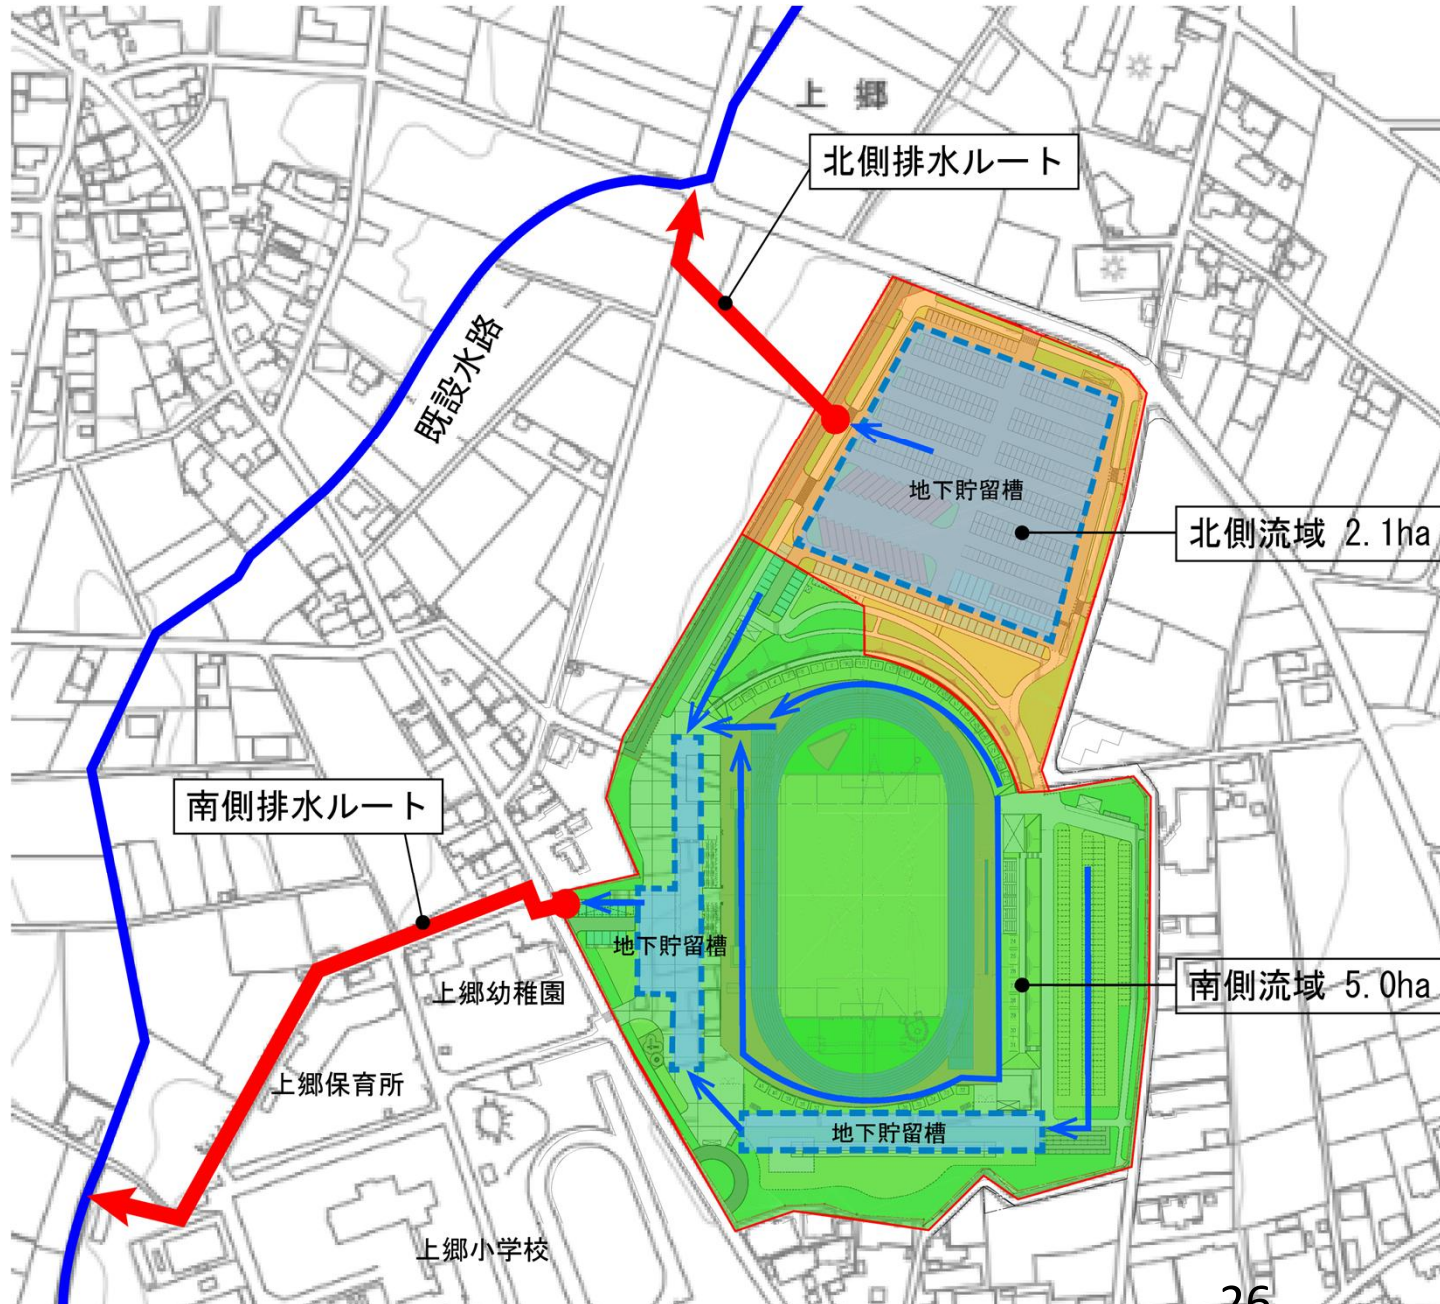 上郷
北側排水ルート
既設水路
地下貯留槽
北側流域 2.1ha
南側排水ルート
地下貯留槽
上郷幼稚園
南側流域 5.0ha
上郷保育所
地下貯留槽
上郷小学校
26